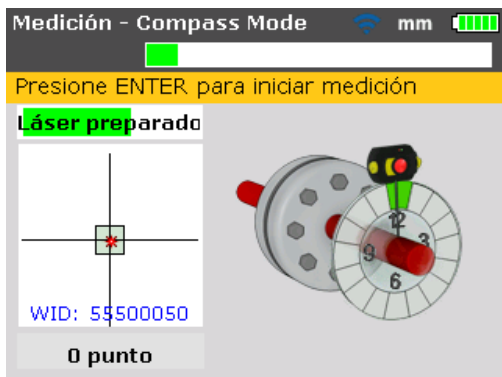 Medición - Compass Mode mm
Presione ENTER para iniciar medición
Láser preparado
WID: 55500050
0 punto
12
3
9
6